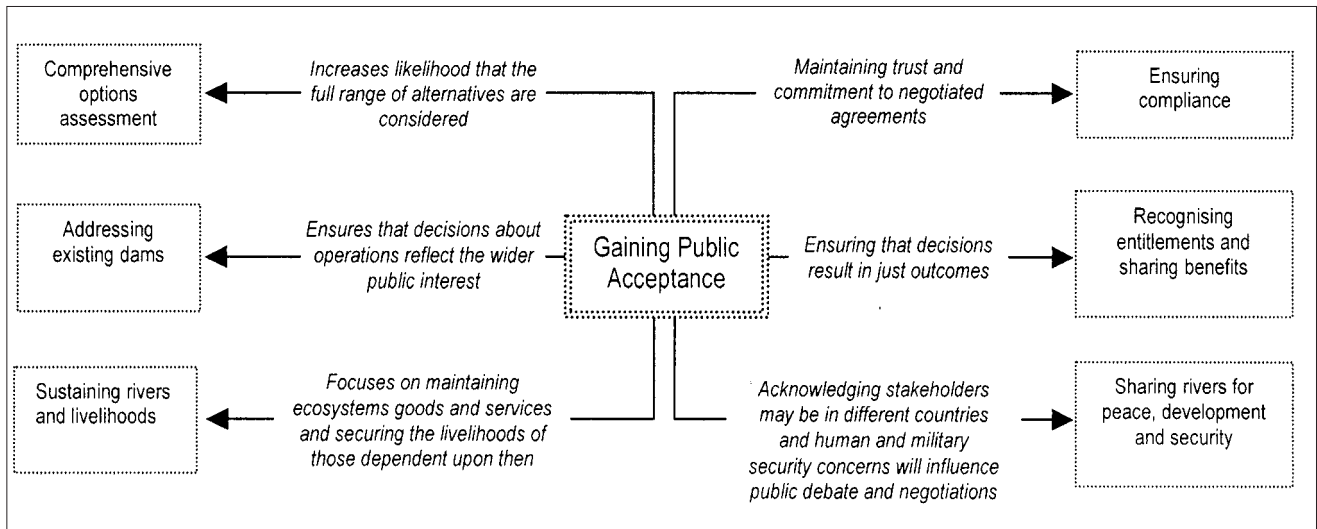 Comprehensive
options
assessment
Increases likelihood that the
full range of alternatives are
considered
Maintaining trust and
commitment to negotiated
agreements
Ensuring
compliance
Addressing
existing dams
Ensures that decisions about
operations reflect the wider
public interest
Gaining Public
Acceptance
Ensuring that decisions
result in just outcomes
Recognising
entitlements and
sharing benefits
Sustaining rivers
and livelihoods
Focuses on maintaining
ecosystems goods and services
and securing the livelihoods of
those dependent upon then
Acknowledging stakeholders
may be in different countries
and human and military
security concerns will influence
public debate and negotiations
Sharing rivers for
peace, development
and security